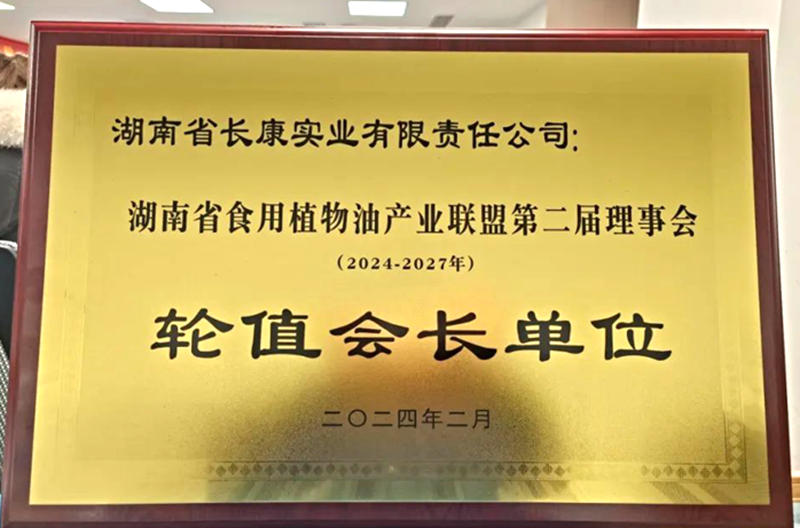 湖南省长康实业有限责任公司:
湖南省食用植物油产业联盟第二届理事会
(2024-2027年)
轮值会长单位
二〇二四年二月